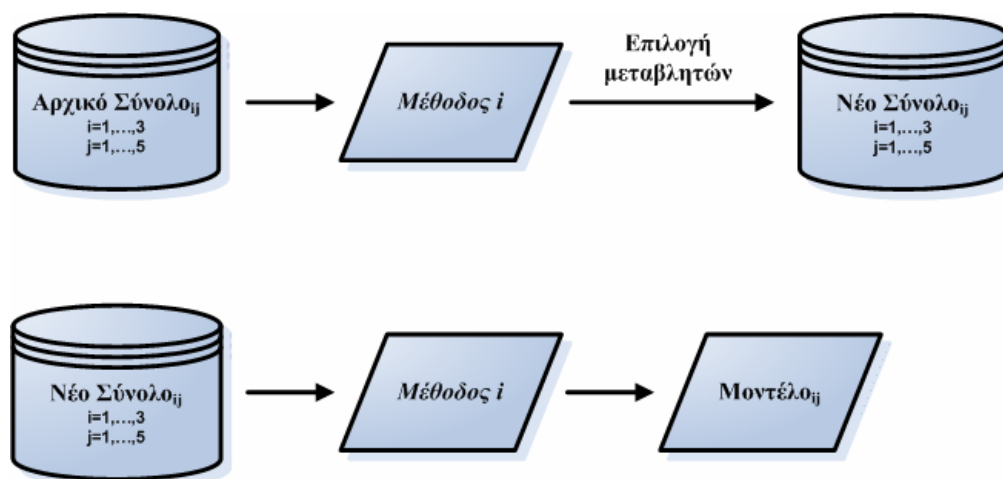 Αρχικό Σύνολοij
i=1,...,3
j=1,...,5
Μέθοδος i
Επιλογή
μεταβλητών
Νέο Σύνολοij
i=1,...,3
j=1,...,5
Νέο Σύνολοij
i=1,...,3
j=1,...,5
Μέθοδος i
Μοντέλοij